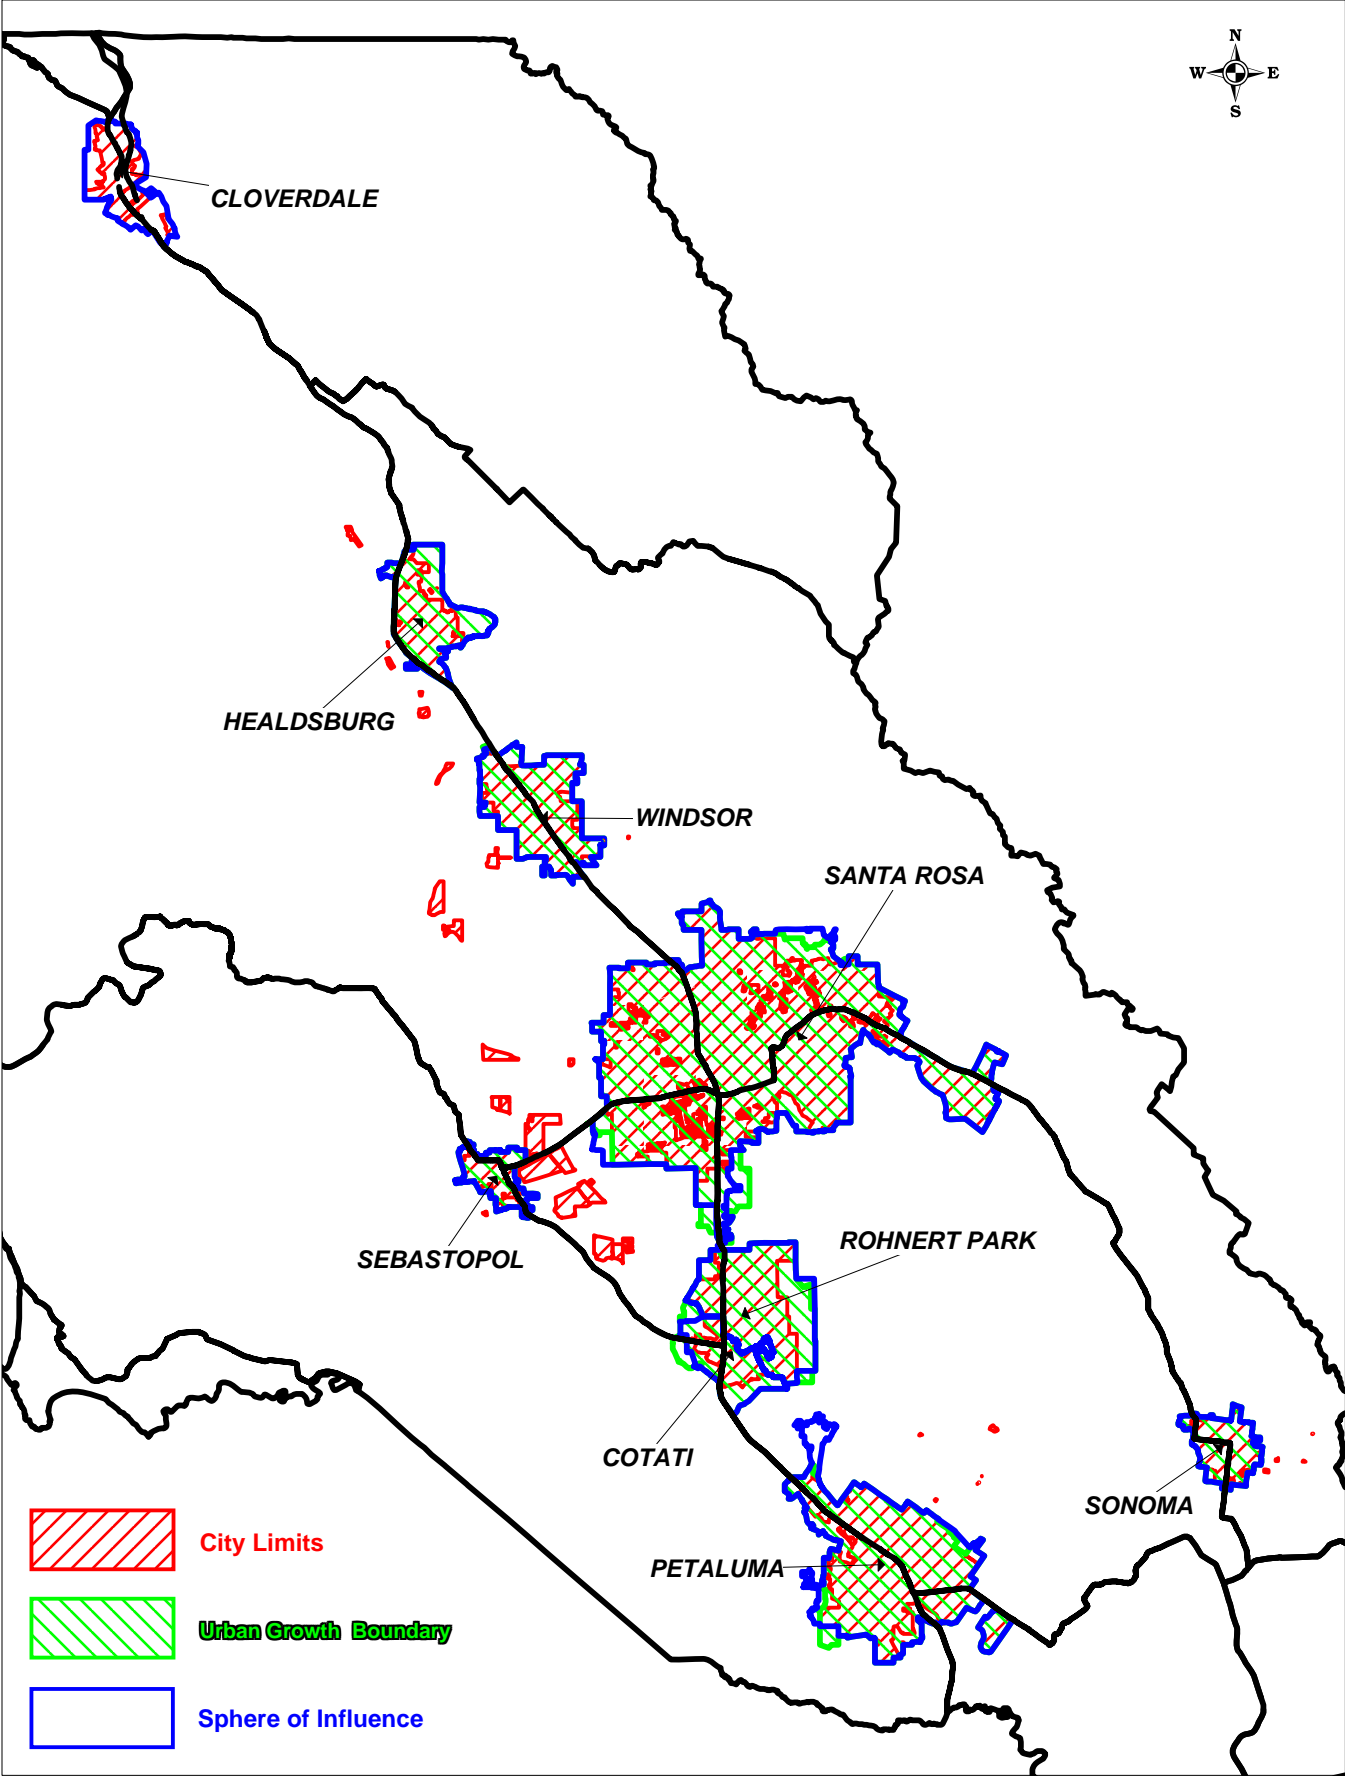 N
W E
S
CLOVERDALE
HEALDSBURG
WINDSOR
SANTA ROSA
ROHNERT PARK
SEBASTOPOL
COTATI
SONOMA
PETALUMA
City Limits
Urban Growth Boundary
Sphere of Influence